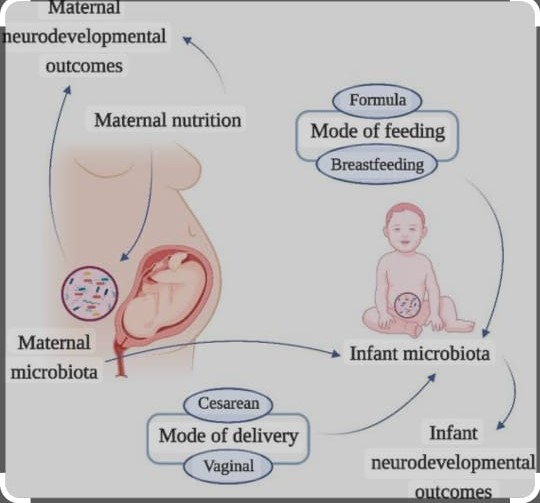 Maternal
neurodevelopmental
outcomes
Maternal nutrition
Formula
Mode of feeding
Breastfeeding
Maternal
microbiota
Infant microbiota
Cesarean
Mode of delivery
Vaginal
Infant
neurodevelopmental
outcomes